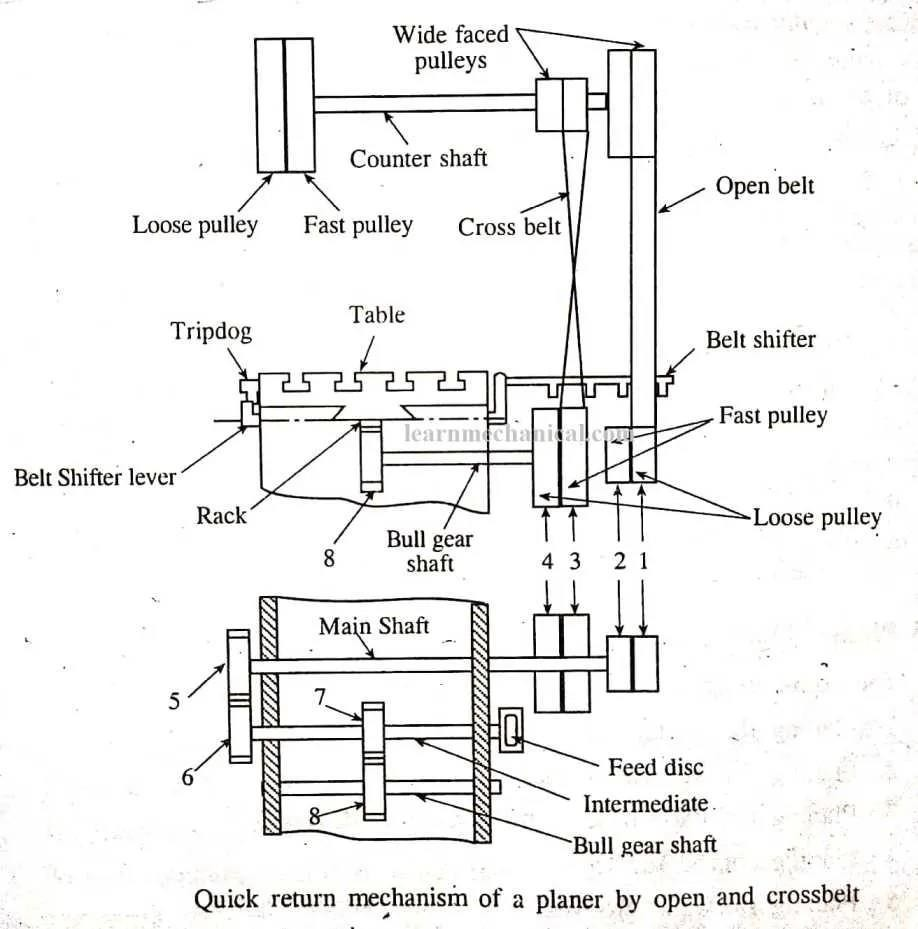 Wide faced
pulleys
Counter shaft
Loose pulley
Fast pulley
Cross belt
Open belt
Tripdog
Table
Belt shifter
learnmechanical.com
Fast pulley
Belt Shifter lever
Rack
8
Bull gear
shaft
4
3
2
1
Loose pulley
Main Shaft
5
7
6
8
Feed disc
Intermediate
Bull gear shaft
Quick return mechanism of a planer by open and crossbelt